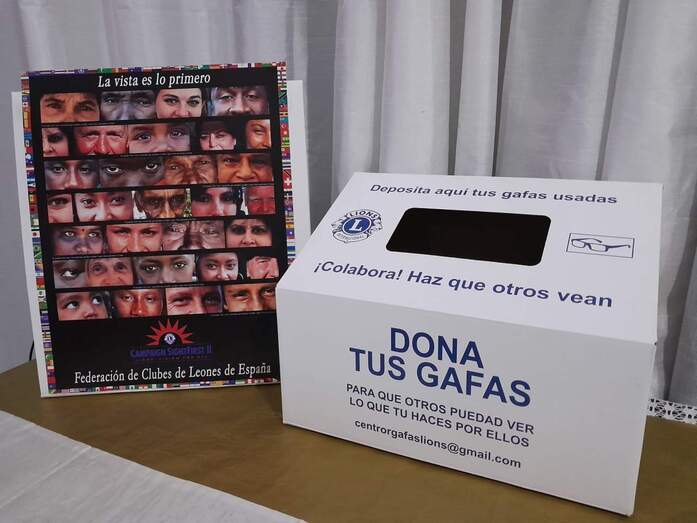 La vista es lo primero
CAMPAIGN SIGHTFIRST II
Federación de Clubes de Leones de España
Deposita aquí tus gafas usadas
LIONS
L
INTERNATIONAL
¡Colabora! Haz que otros vean
DONA
TUS GAFAS
PARA QUE OTROS PUEDAD VER
LO QUE TU HACES POR ELLOS
centrorgafaslions@gmail.com